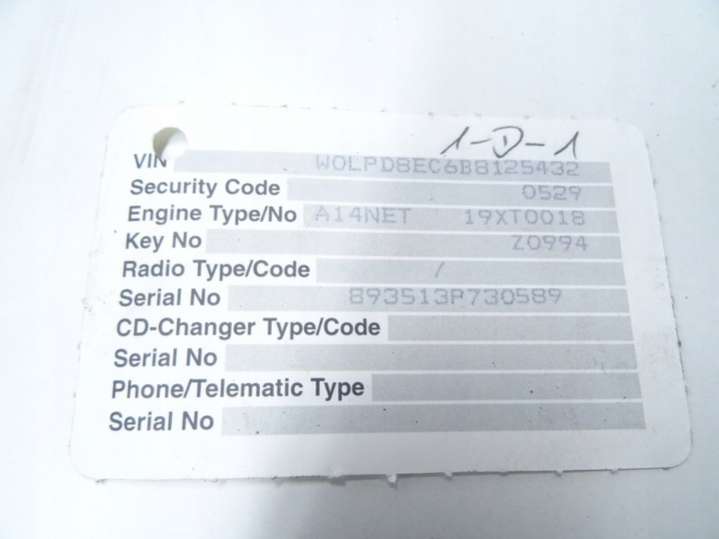 1-D-1
VIN W0LPD8EC6B8125432
Security Code 0529
Engine Type/No A14NET 19XT0018
Key No Z0994
Radio Type/Code /
Serial No 893513P730589
CD-Changer Type/Code
Serial No
Phone/Telematic Type
Serial No